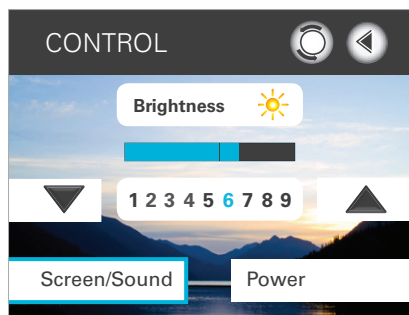 CONTROL
Brightness
1 2 3 4 5 6 7 8 9
Screen/Sound
Power